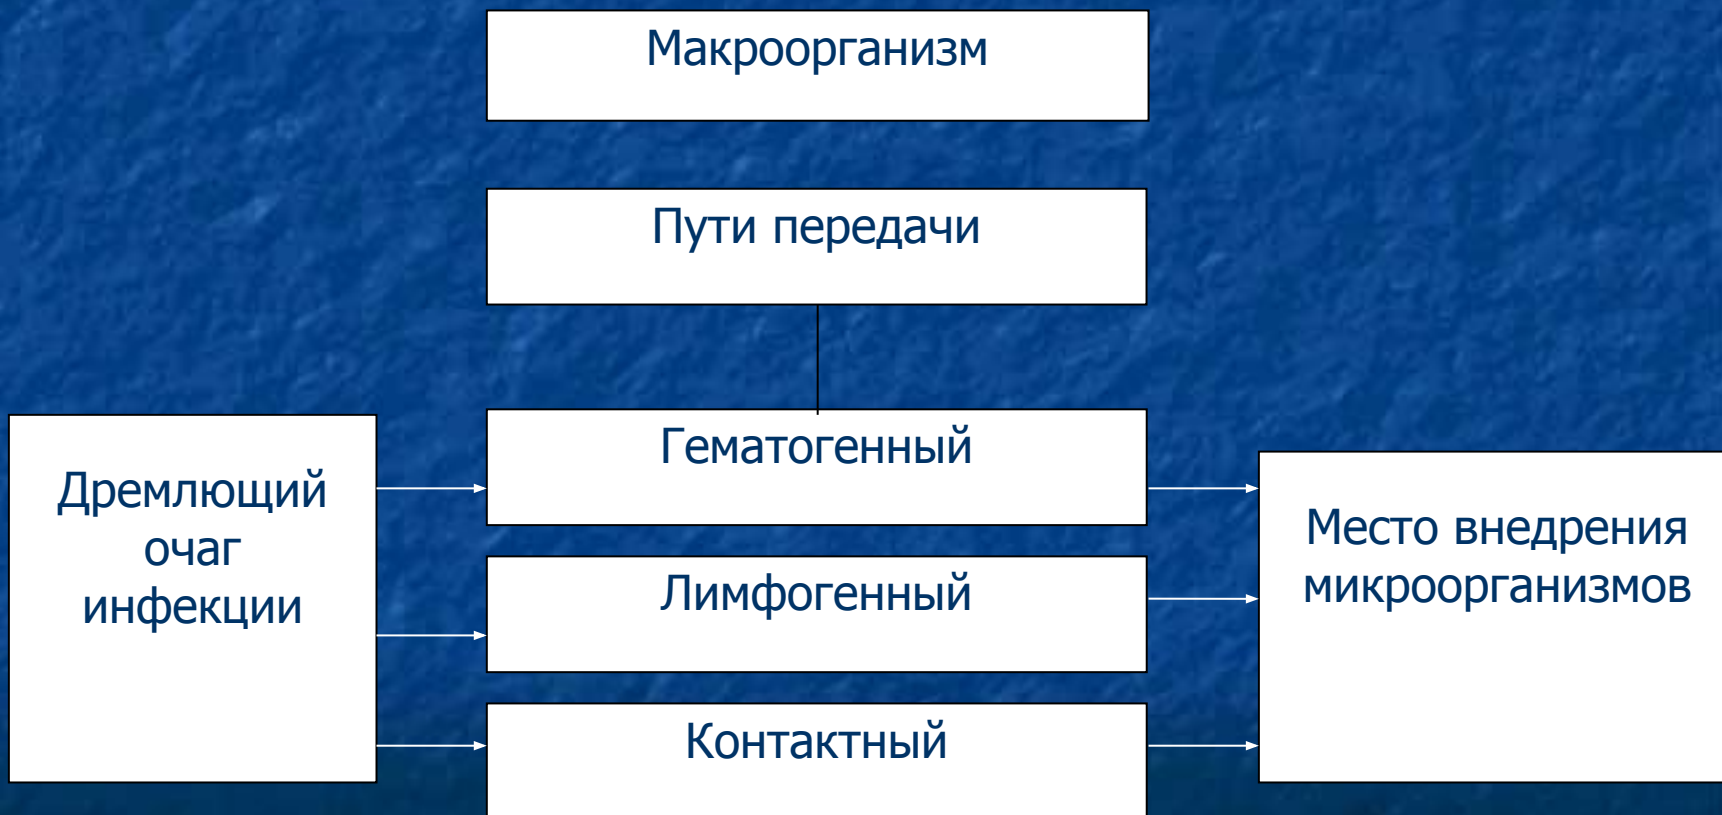 Макроорганизм
Пути передачи
Дремлющий
очаг
инфекции
Гематогенный
Лимфогенный
Контактный
Место внедрения
микроорганизмов